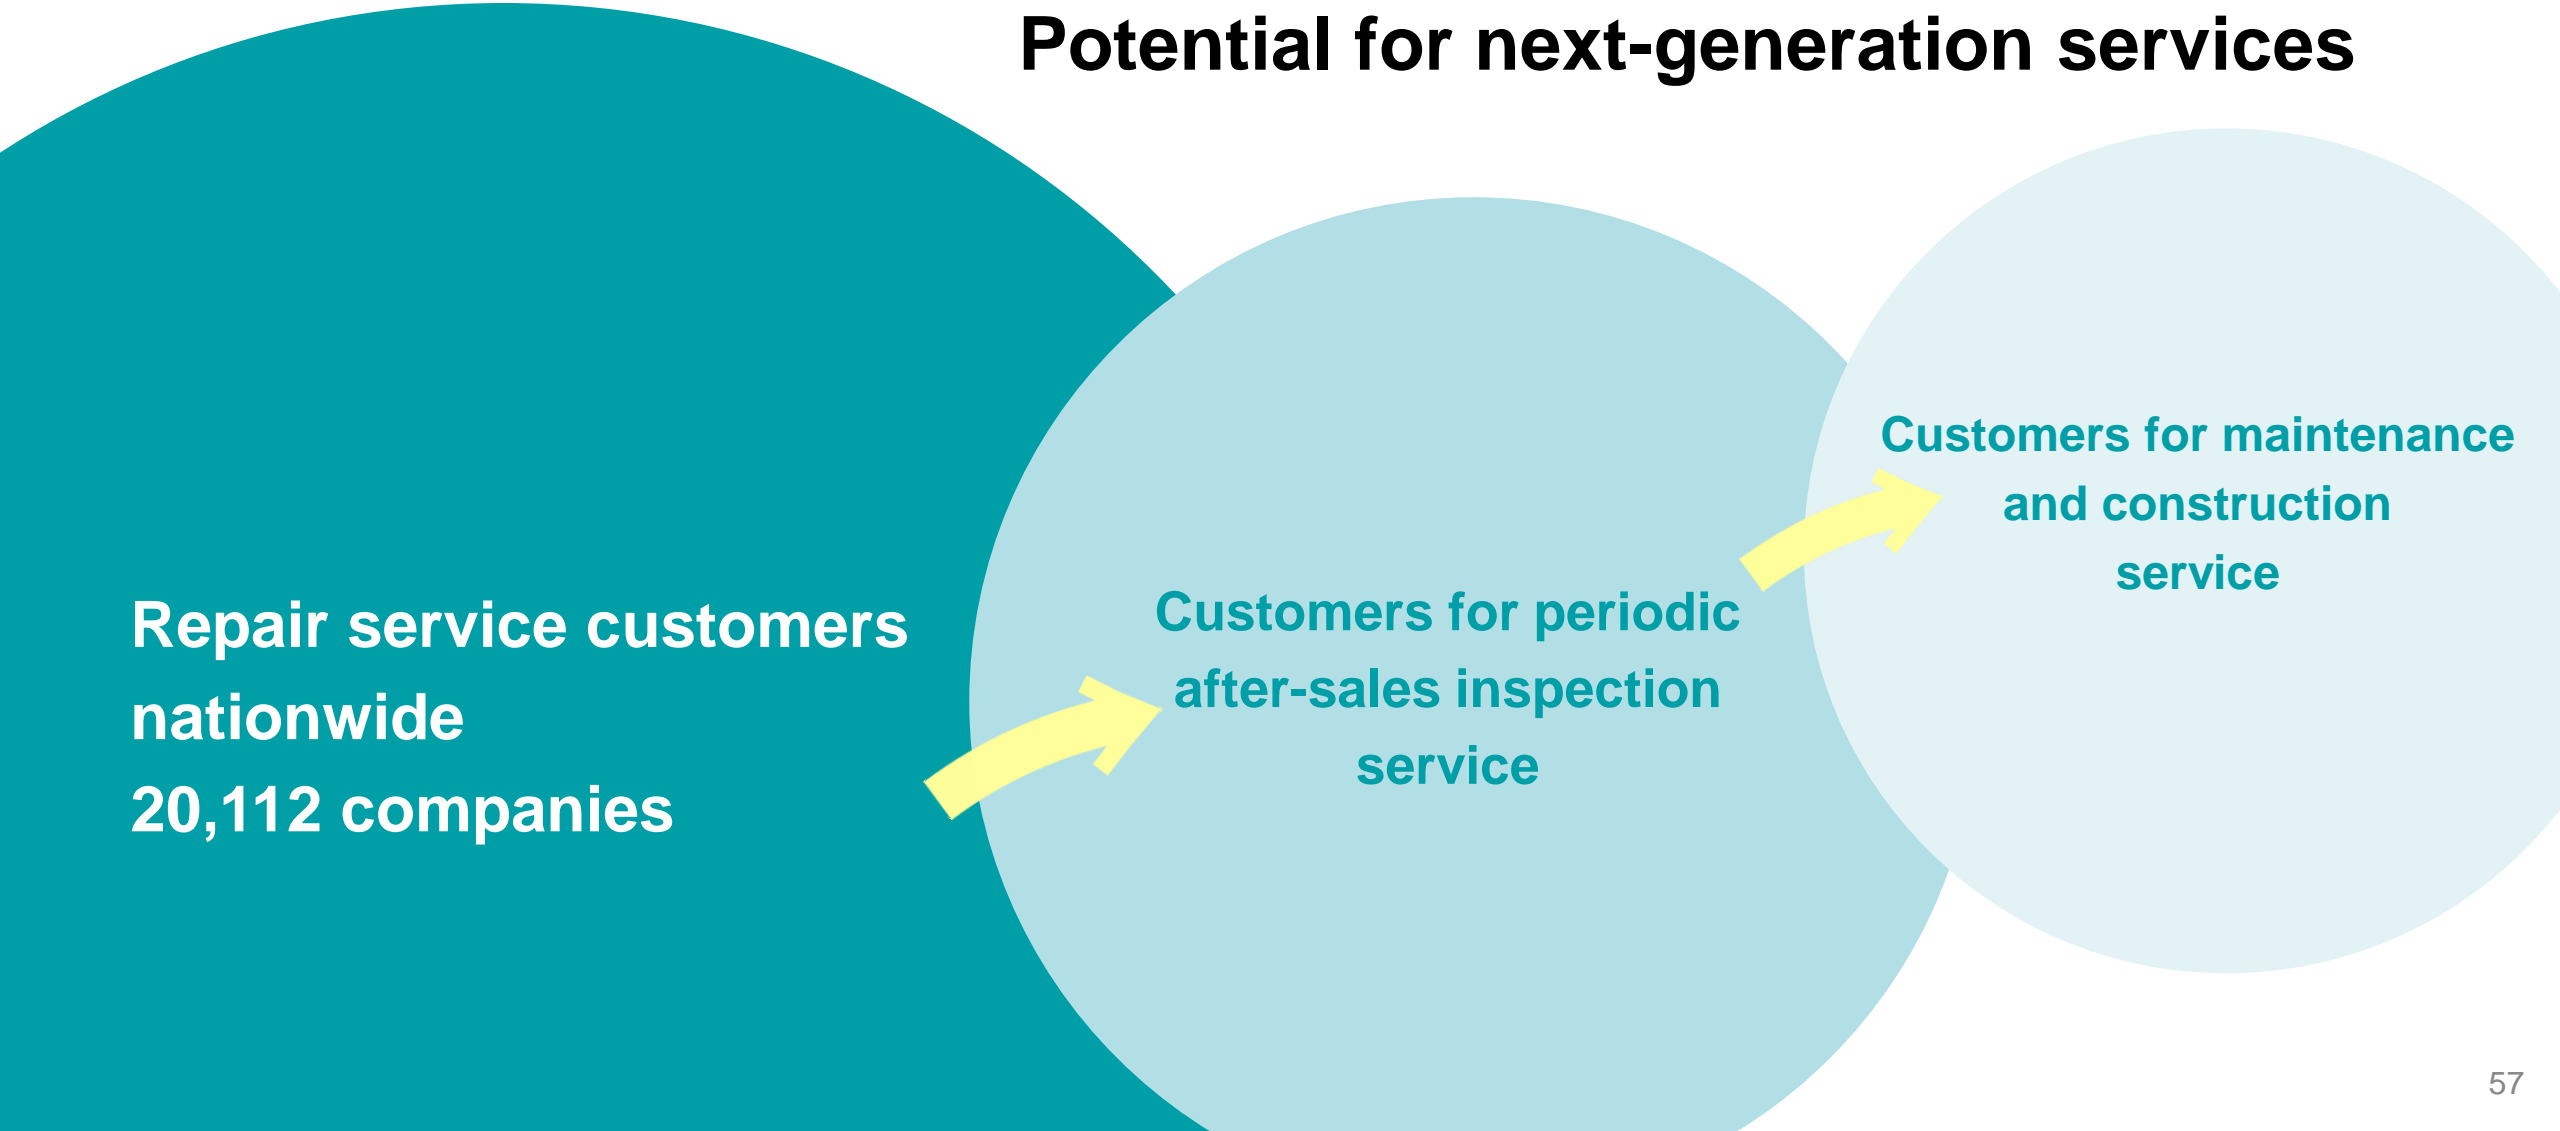 Potential for next-generation services
Repair service customers
nationwide
20,112 companies
Customers for periodic
after-sales inspection
service
Customers for maintenance
and construction
service
57